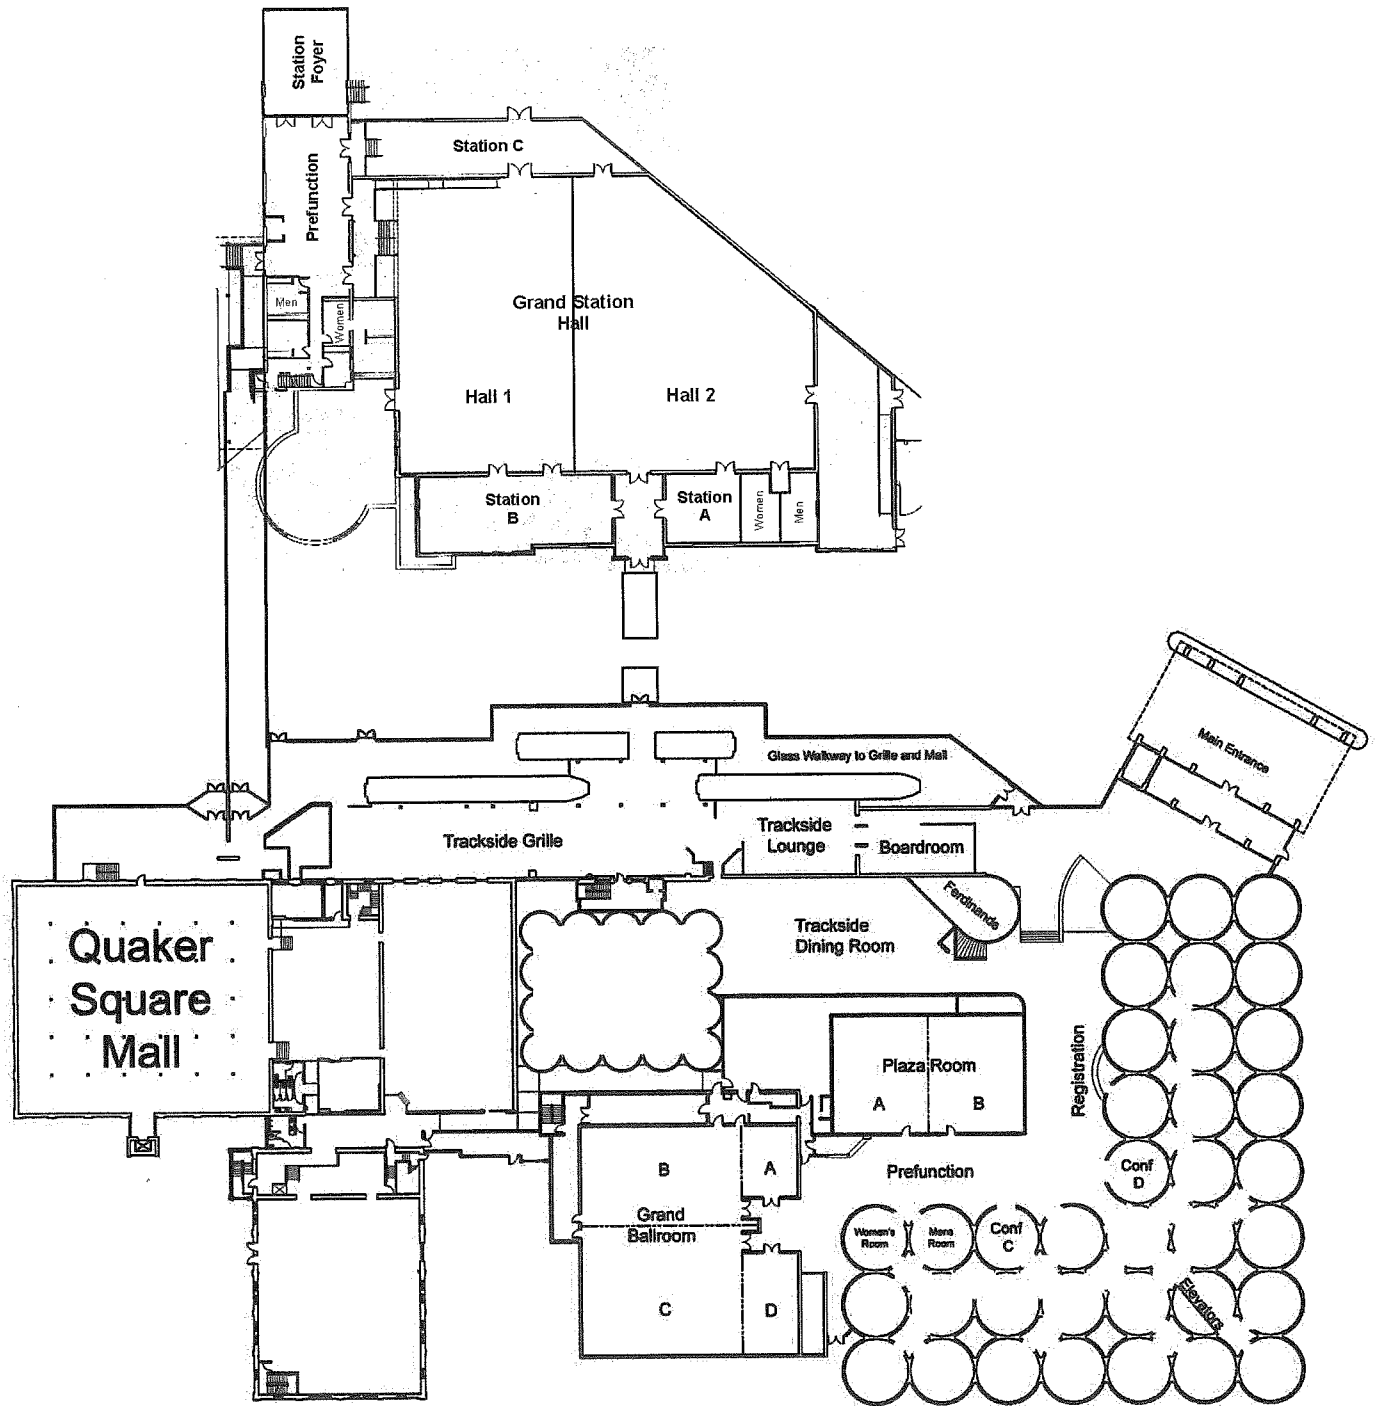 Station
Foyer
Station C
Prefunction
Men
Women
Grand Station
Hall
Hall 1
Hall 2
Station
B
Station
A
Women
Men
Main Entrance
Glass Walkway to Grille and Mall
Trackside Grille
Trackside
Lounge
Boardroom
Ferdinands
Trackside
Dining Room
Quaker
Square
Mall
Plaza Room
A
B
Registration
B
A
Grand
Ballroom
C
D
Prefunction
Conf
D
Women's
Room
Mens
Room
Conf
C
Elevators